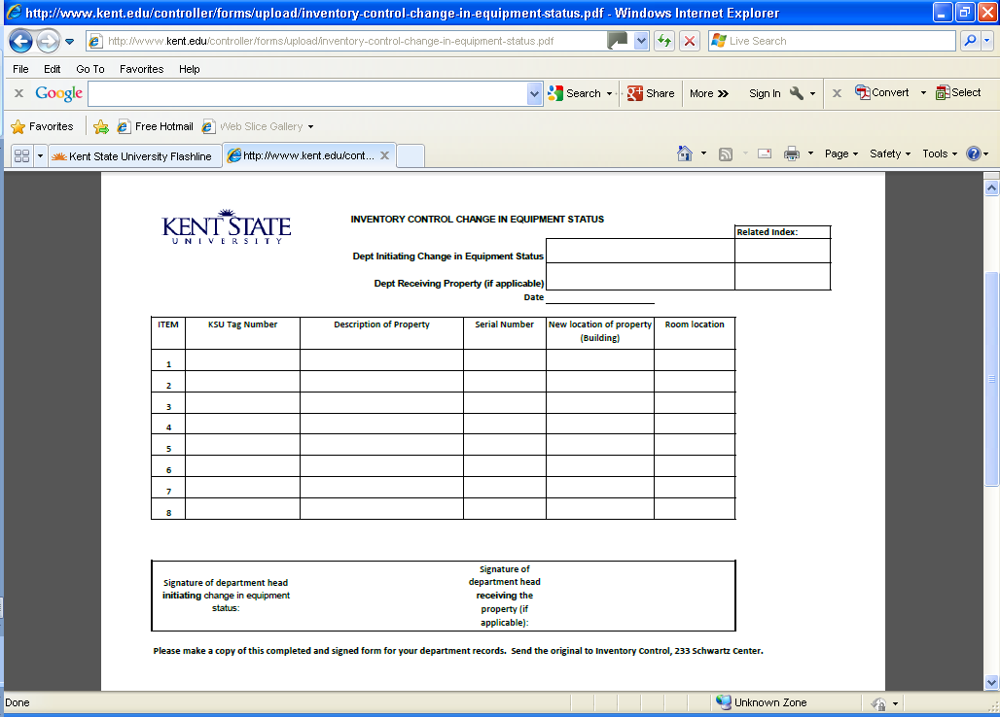 http://www.kent.edu/controller/forms/upload/inventory-control-change-in-equipment-status.pdf - Windows Internet Explorer
http://www.kent.edu/controller/forms/upload/inventory-control-change-in-equipment-status.pdf Live Search
File Edit Go To Favorites Help
x Google Search Share More » Sign In x Convert Select
Favorites Free Hotmail Web Slice Gallery
Kent State University Flashline http://www.kent.edu/cont... x Page Safety Tools
KENT STATE
UNIVERSITY
INVENTORY CONTROL CHANGE IN EQUIPMENT STATUS
Related Index:
Dept Initiating Change in Equipment Status
Dept Receiving Property (if applicable)
Date
ITEM KSU Tag Number Description of Property Serial Number New location of property (Building) Room location
1
2
3
4
5
6
7
8
Signature of department head
initiating change in equipment
status:
Signature of
department head
receiving the
property (if
applicable):
Please make a copy of this completed and signed form for your department records. Send the original to Inventory Control, 233 Schwartz Center.
Done Unknown Zone